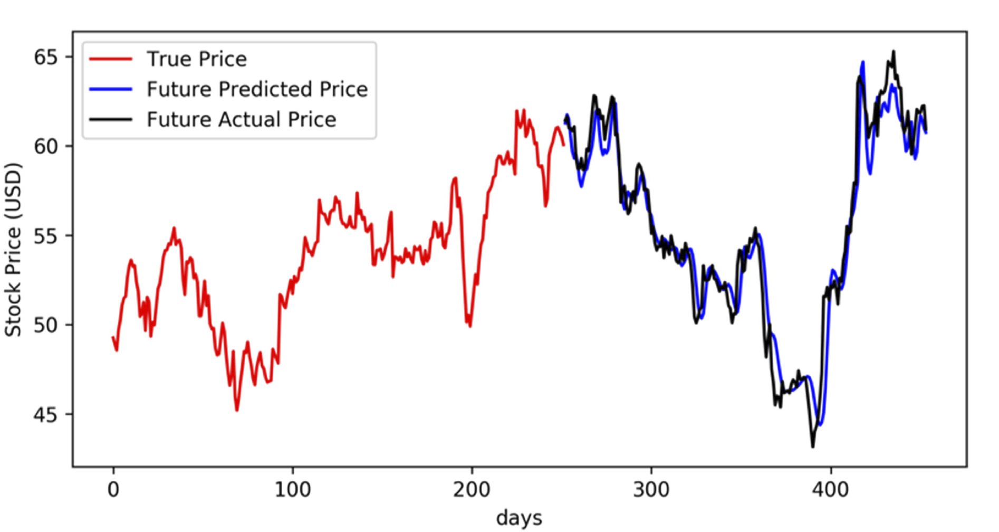 True Price
Future Predicted Price
Future Actual Price
65
60
55
50
45
Stock Price (USD)
0 100 200 300 400
days